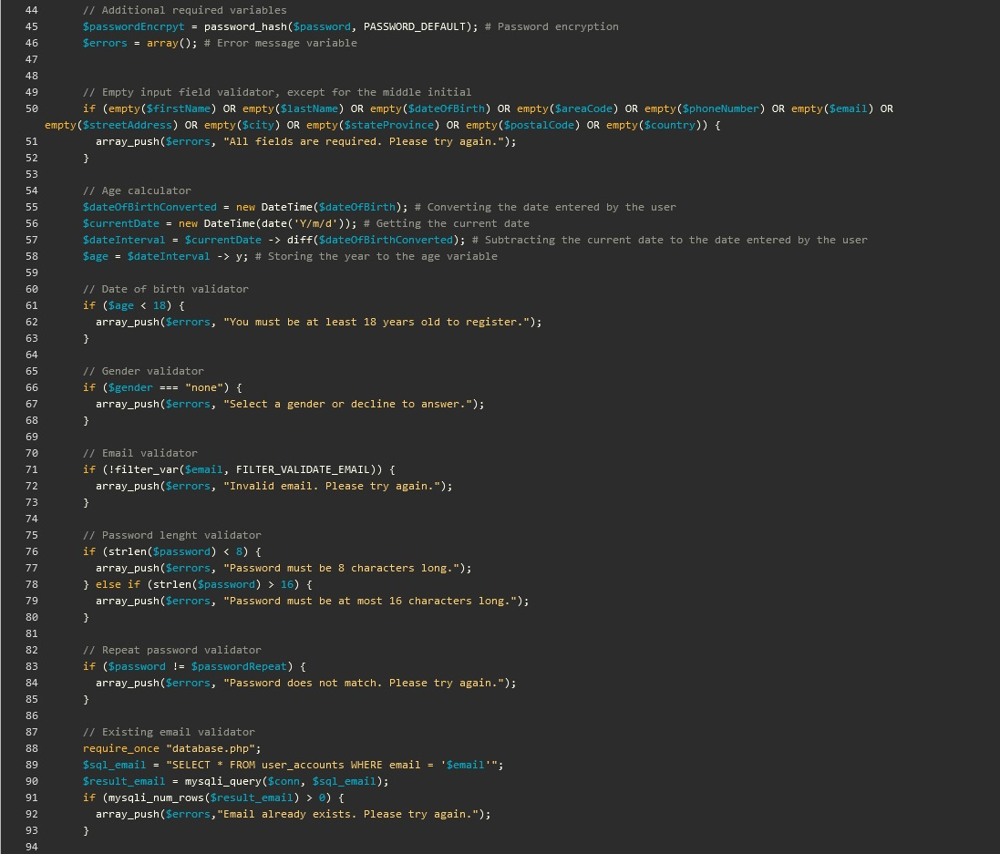 44 // Additional required variables
45 $passwordEncrpyt = password_hash($password, PASSWORD_DEFAULT); # Password encryption
46 $errors = array(); # Error message variable
47
48
49 // Empty input field validator, except for the middle initial
50 if (empty($firstName) OR empty($lastName) OR empty($dateOfBirth) OR empty($areaCode) OR empty($phoneNumber) OR empty($email) OR
empty($streetAddress) OR empty($city) OR empty($stateProvince) OR empty($postalCode) OR empty($country)) {
51 array_push($errors, "All fields are required. Please try again.");
52 }
53
54 // Age calculator
55 $dateOfBirthConverted = new DateTime($dateOfBirth); # Converting the date entered by the user
56 $currentDate = new DateTime(date('Y/m/d')); # Getting the current date
57 $dateInterval = $currentDate -> diff($dateOfBirthConverted); # Subtracting the current date to the date entered by the user
58 $age = $dateInterval -> y; # Storing the year to the age variable
59
60 // Date of birth validator
61 if ($age < 18) {
62 array_push($errors, "You must be at least 18 years old to register.");
63 }
64
65 // Gender validator
66 if ($gender === "none") {
67 array_push($errors, "Select a gender or decline to answer.");
68 }
69
70 // Email validator
71 if (!filter_var($email, FILTER_VALIDATE_EMAIL)) {
72 array_push($errors, "Invalid email. Please try again.");
73 }
74
75 // Password lenght validator
76 if (strlen($password) < 8) {
77 array_push($errors, "Password must be 8 characters long.");
78 } else if (strlen($password) > 16) {
79 array_push($errors, "Password must be at most 16 characters long.");
80 }
81
82 // Repeat password validator
83 if ($password != $passwordRepeat) {
84 array_push($errors, "Password does not match. Please try again.");
85 }
86
87 // Existing email validator
88 require_once "database.php";
89 $sql_email = "SELECT * FROM user_accounts WHERE email = '$email'";
90 $result_email = mysqli_query($conn, $sql_email);
91 if (mysqli_num_rows($result_email) > 0) {
92 array_push($errors,"Email already exists. Please try again.");
93 }
94